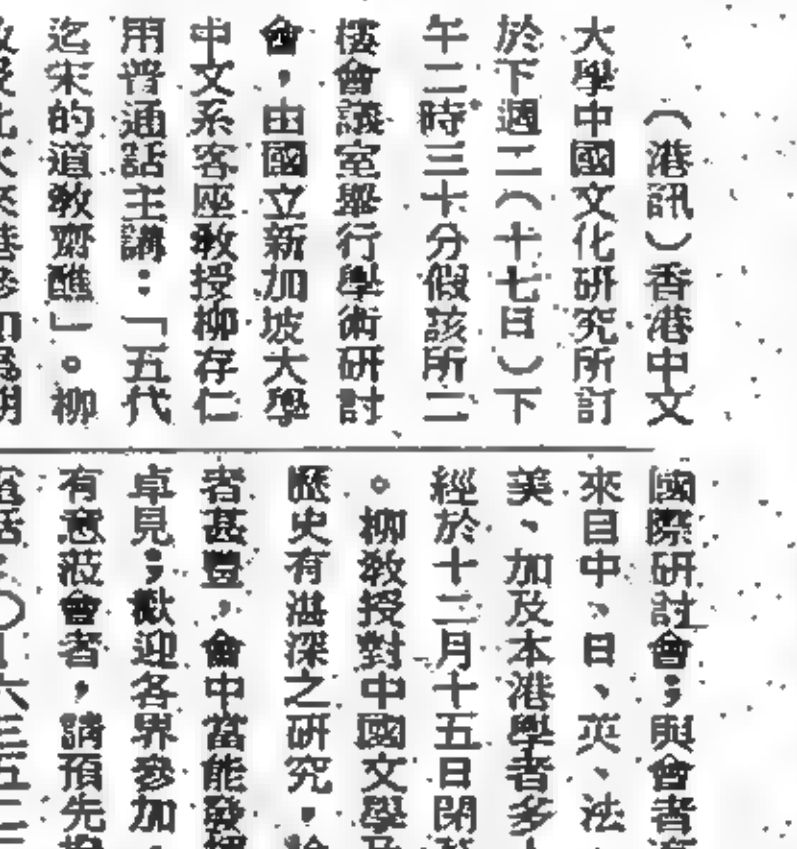 （港訊）香港中文
大學中國文化研究所訂
於下週二（十七日）下
午二時三十分假該所二
樓會議室舉行學術研討
會，由國立新加坡大學
中文系客座教授柳存仁
用普通話主講：「五代
迄宋的道教齋醮」。柳
國際研討會；與會者
來自中、日、英、法
美、加及本港學者多
經於十二月十五日閉
。柳教授對中國文學
歷史有湛深之研究，
者甚豐，會中當能發
卓見；歡迎各界參加
有意蒞會者，請預先